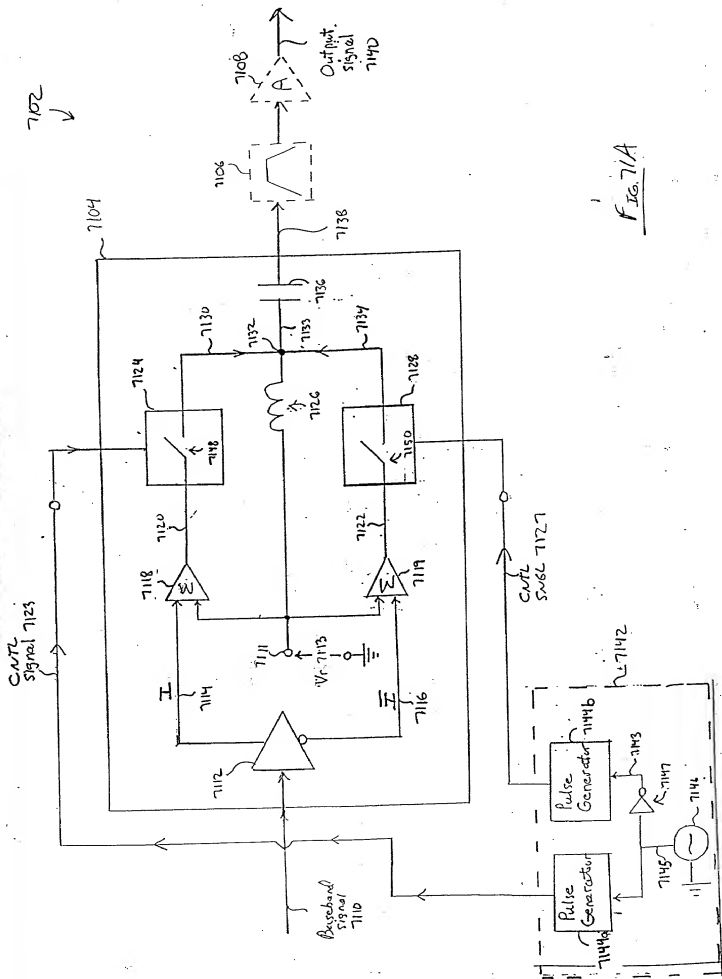 7102
7104
7108
A
Output
signal
7140
7106
7138
7136
7133
7132
7130
7134
7124
7148
7126
7128
7150
7120
7122
7118
Σ
7119
Σ
CNTL
signal 7123
7111
Vr 7113
I
7114
I
7116
7112
Baseband
signal
7110
CNTL
SNGL 7127
7142
Pulse
Generator
7144b
7143
7147
7146
7145
Pulse
Generator
7144a
FIG. 71A